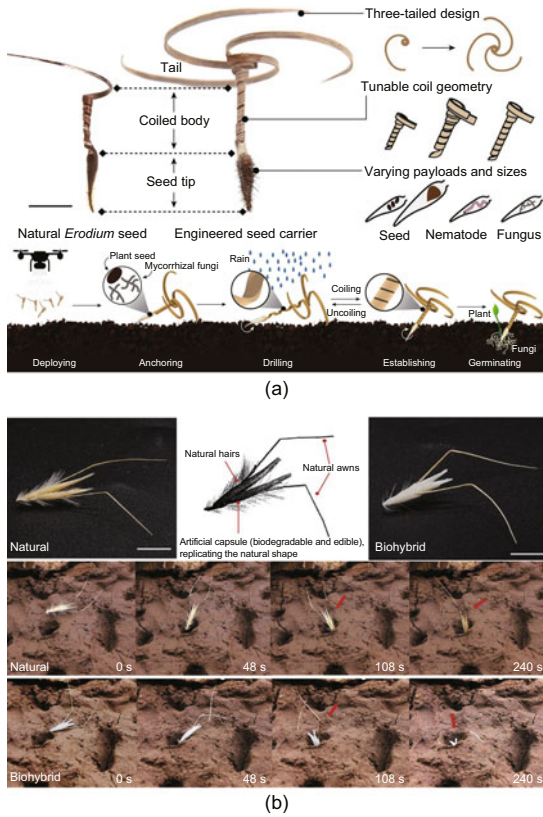 Three-tailed design
Tail
Tunable coil geometry
Coiled body
Seed tip
Varying payloads and sizes
Natural Erodium seed
Engineered seed carrier
Seed
Nematode
Fungus
Plant seed
Mycorrhizal fungi
Rain
Coiling
Uncoiling
Plant
Fungi
Deploying
Anchoring
Drilling
Establishing
Germinating
(a)
Natural hairs
Natural awns
Artificial capsule (biodegradable and edible),
replicating the natural shape
Natural
Biohybrid
Natural
0 s
48 s
108 s
240 s
Biohybrid
0 s
48 s
108 s
240 s
(b)